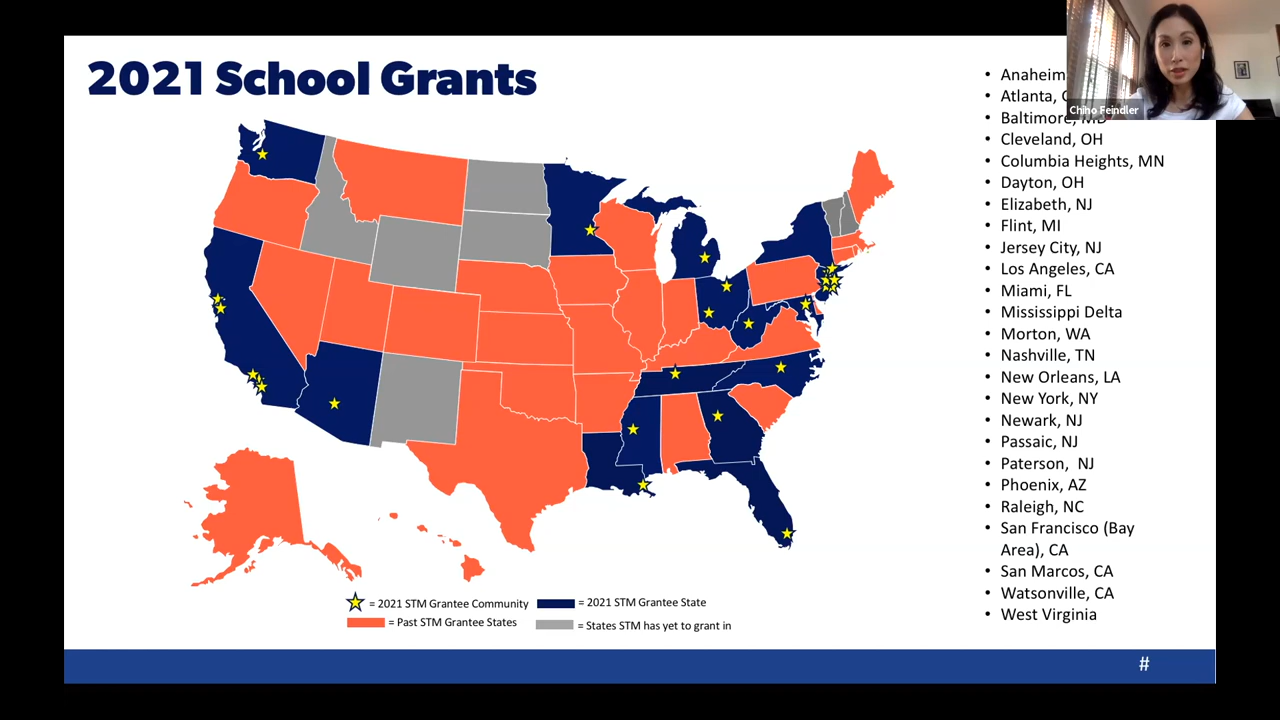 2021 School Grants
• Anaheim
• Atlanta,
• Baltimore, MD
• Cleveland, OH
• Columbia Heights, MN
• Dayton, OH
• Elizabeth, NJ
• Flint, MI
• Jersey City, NJ
• Los Angeles, CA
• Miami, FL
• Mississippi Delta
• Morton, WA
• Nashville, TN
• New Orleans, LA
• New York, NY
• Newark, NJ
• Passaic, NJ
• Paterson, NJ
• Phoenix, AZ
• Raleigh, NC
• San Francisco (Bay
Area), CA
• San Marcos, CA
• Watsonville, CA
• West Virginia
Chiho Feindler
= 2021 STM Grantee Community
= 2021 STM Grantee State
= Past STM Grantee States
= States STM has yet to grant in
#